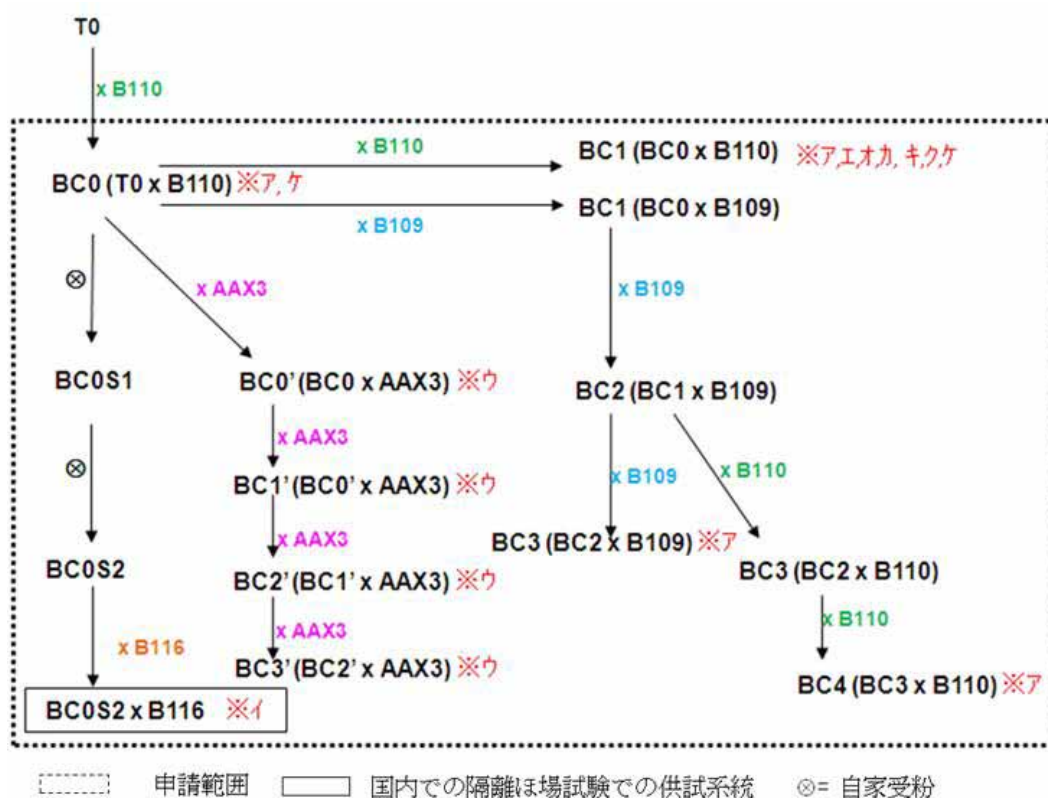 T0
x B110
x B110
BC1 (BC0 x B110) ※ア,エ,オ,カ,キ,ク,ケ
BC0 (T0 x B110) ※ア,ケ
x B109
BC1 (BC0 x B109)
⊗
x AAX3
x B109
BC0S1
BC0' (BC0 x AAX3) ※ウ
BC2 (BC1 x B109)
x AAX3
⊗
x B109
x B110
BC1' (BC0' x AAX3) ※ウ
x AAX3
BC3 (BC2 x B109) ※ア
BC0S2
BC2' (BC1' x AAX3) ※ウ
BC3 (BC2 x B110)
x AAX3
x B110
x B116
BC3' (BC2' x AAX3) ※ウ
BC4 (BC3 x B110) ※ア
BC0S2 x B116 ※イ
申請範囲 国内での隔離ほ場試験での供試系統 ⊗= 自家受粉